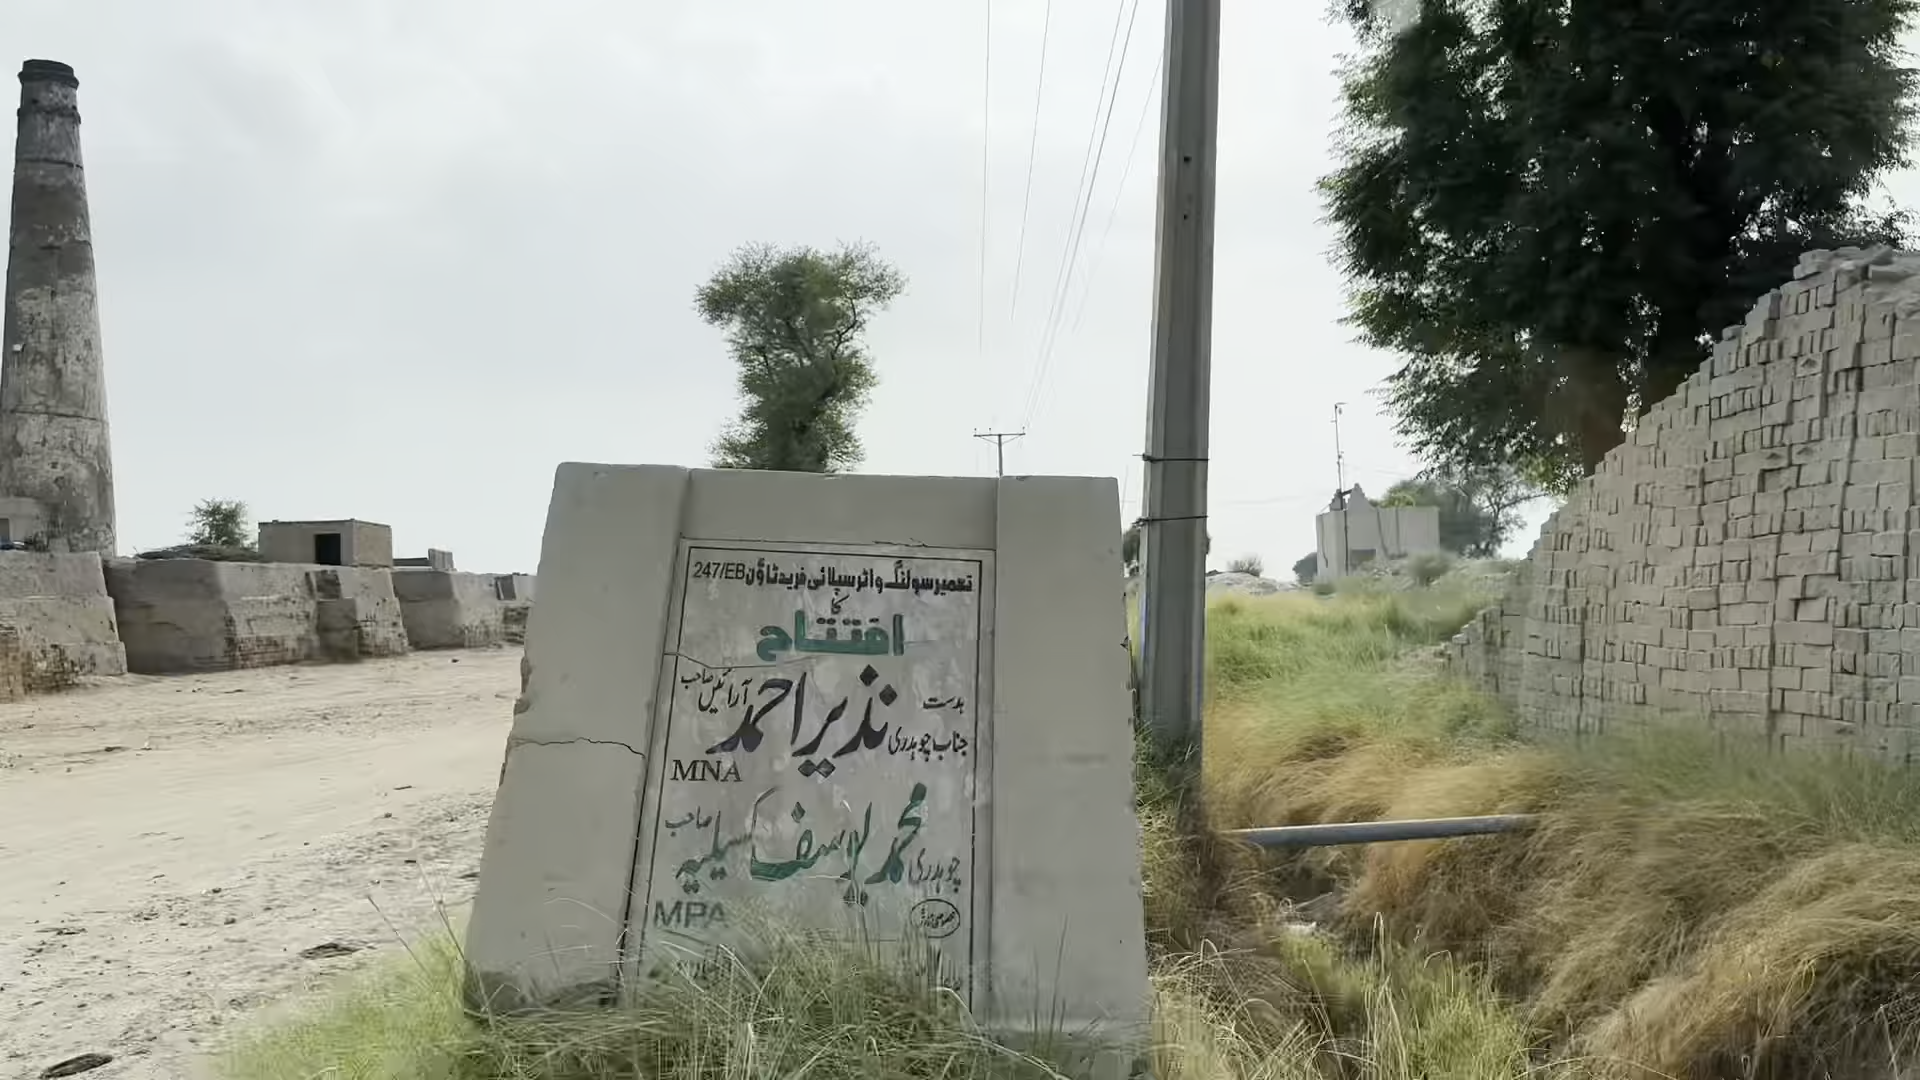 تعمیر سولنگ و واٹر سپلائی فرید ٹاؤن 247/EB
کا
افتتاح
بدست
جناب چوہدری نذیر احمد آرائیں صاحب
MNA
چوہدری محمد یوسف کسیلیہ صاحب
MPA